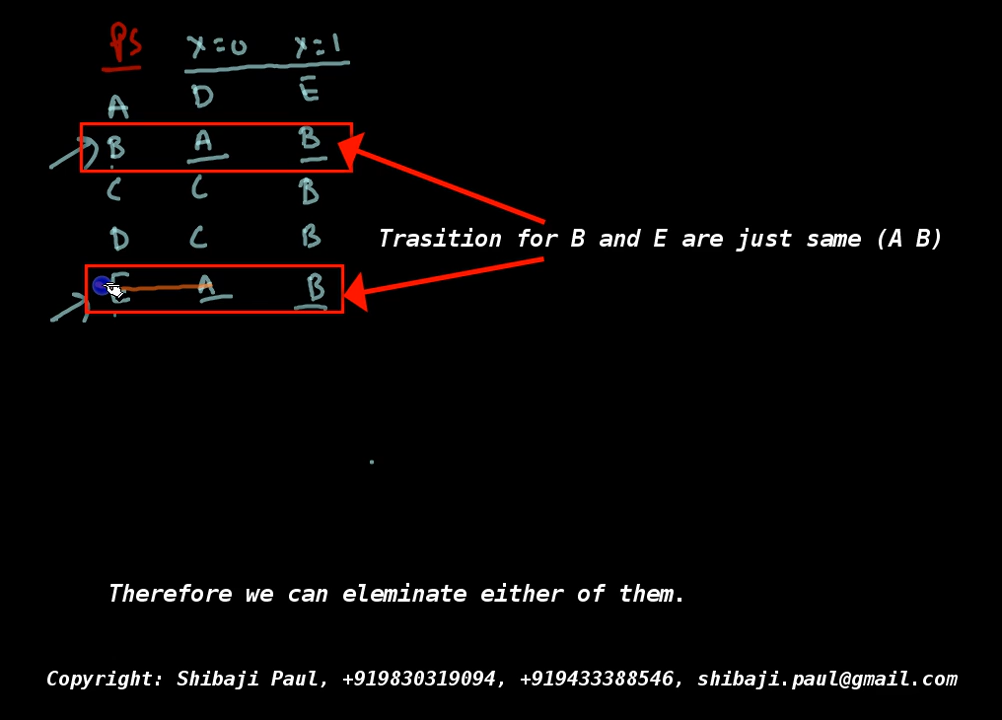 PS x=0 x=1
A D E
B A B
C C B
D C B
E A B
Trasition for B and E are just same (A B)
Therefore we can eleminate either of them.
Copyright: Shibaji Paul, +919830319094, +919433388546, shibaji.paul@gmail.com